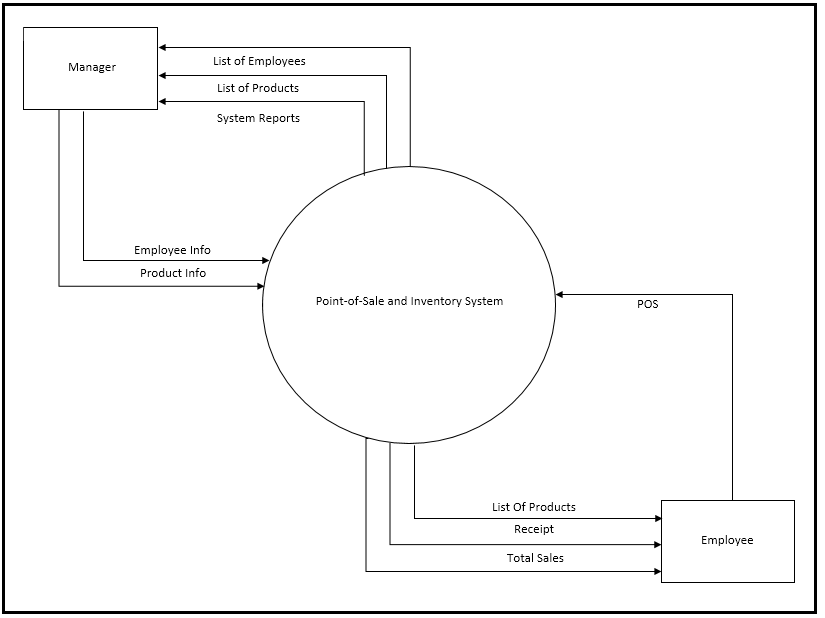 Manager
List of Employees
List of Products
System Reports
Employee Info
Product Info
Point-of-Sale and Inventory System
POS
List Of Products
Receipt
Employee
Total Sales